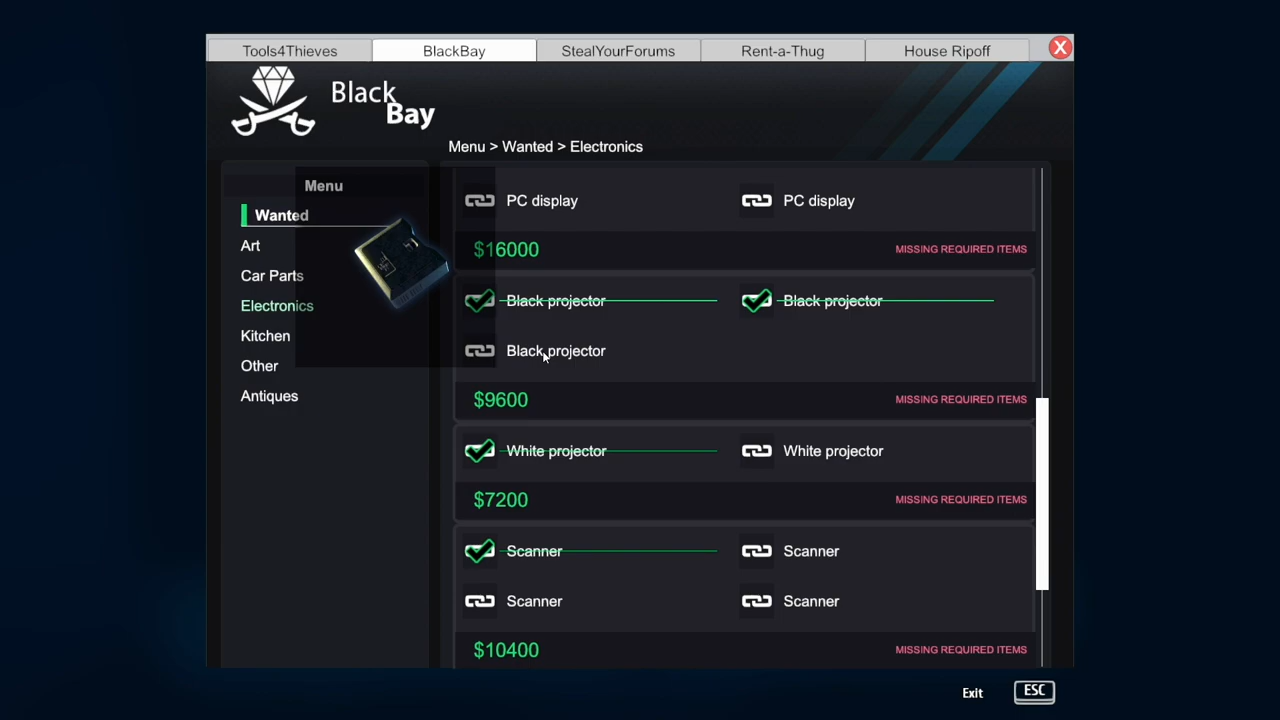 Tools4Thieves BlackBay StealYourForums Rent-a-Thug House Ripoff X
Black
Bay
Menu > Wanted > Electronics
Menu
Wanted
Art
Car Parts
Electronics
Kitchen
Other
Antiques
PC display PC display
$16000 MISSING REQUIRED ITEMS
Black projector Black projector
Black projector
$9600 MISSING REQUIRED ITEMS
White projector White projector
$7200 MISSING REQUIRED ITEMS
Scanner Scanner
Scanner Scanner
$10400 MISSING REQUIRED ITEMS
Exit ESC